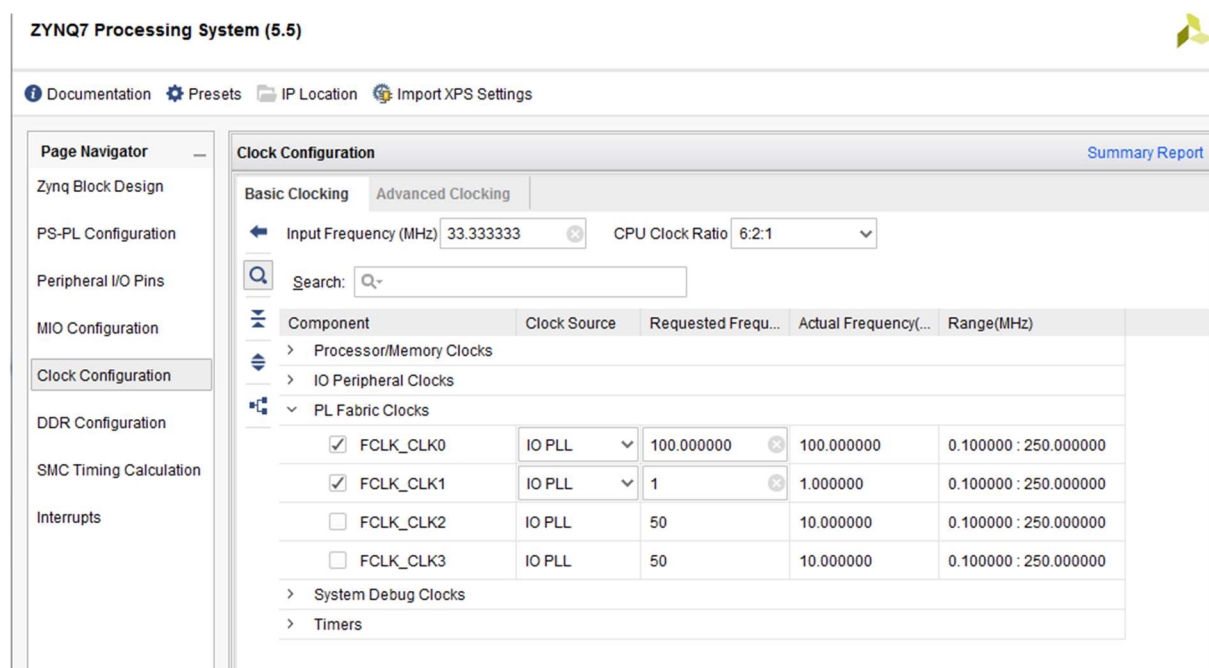 ZYNQ7 Processing System (5.5)
Documentation Presets IP Location Import XPS Settings
Page Navigator
Zynq Block Design
PS-PL Configuration
Peripheral I/O Pins
MIO Configuration
Clock Configuration
DDR Configuration
SMC Timing Calculation
Interrupts
Clock Configuration Summary Report
Basic Clocking Advanced Clocking
Input Frequency (MHz) 33.333333 CPU Clock Ratio 6:2:1
Search:
Component Clock Source Requested Frequ... Actual Frequency(... Range(MHz)
Processor/Memory Clocks
IO Peripheral Clocks
PL Fabric Clocks
FCLK_CLK0 IO PLL 100.000000 100.000000 0.100000 : 250.000000
FCLK_CLK1 IO PLL 1 1.000000 0.100000 : 250.000000
FCLK_CLK2 IO PLL 50 10.000000 0.100000 : 250.000000
FCLK_CLK3 IO PLL 50 10.000000 0.100000 : 250.000000
System Debug Clocks
Timers